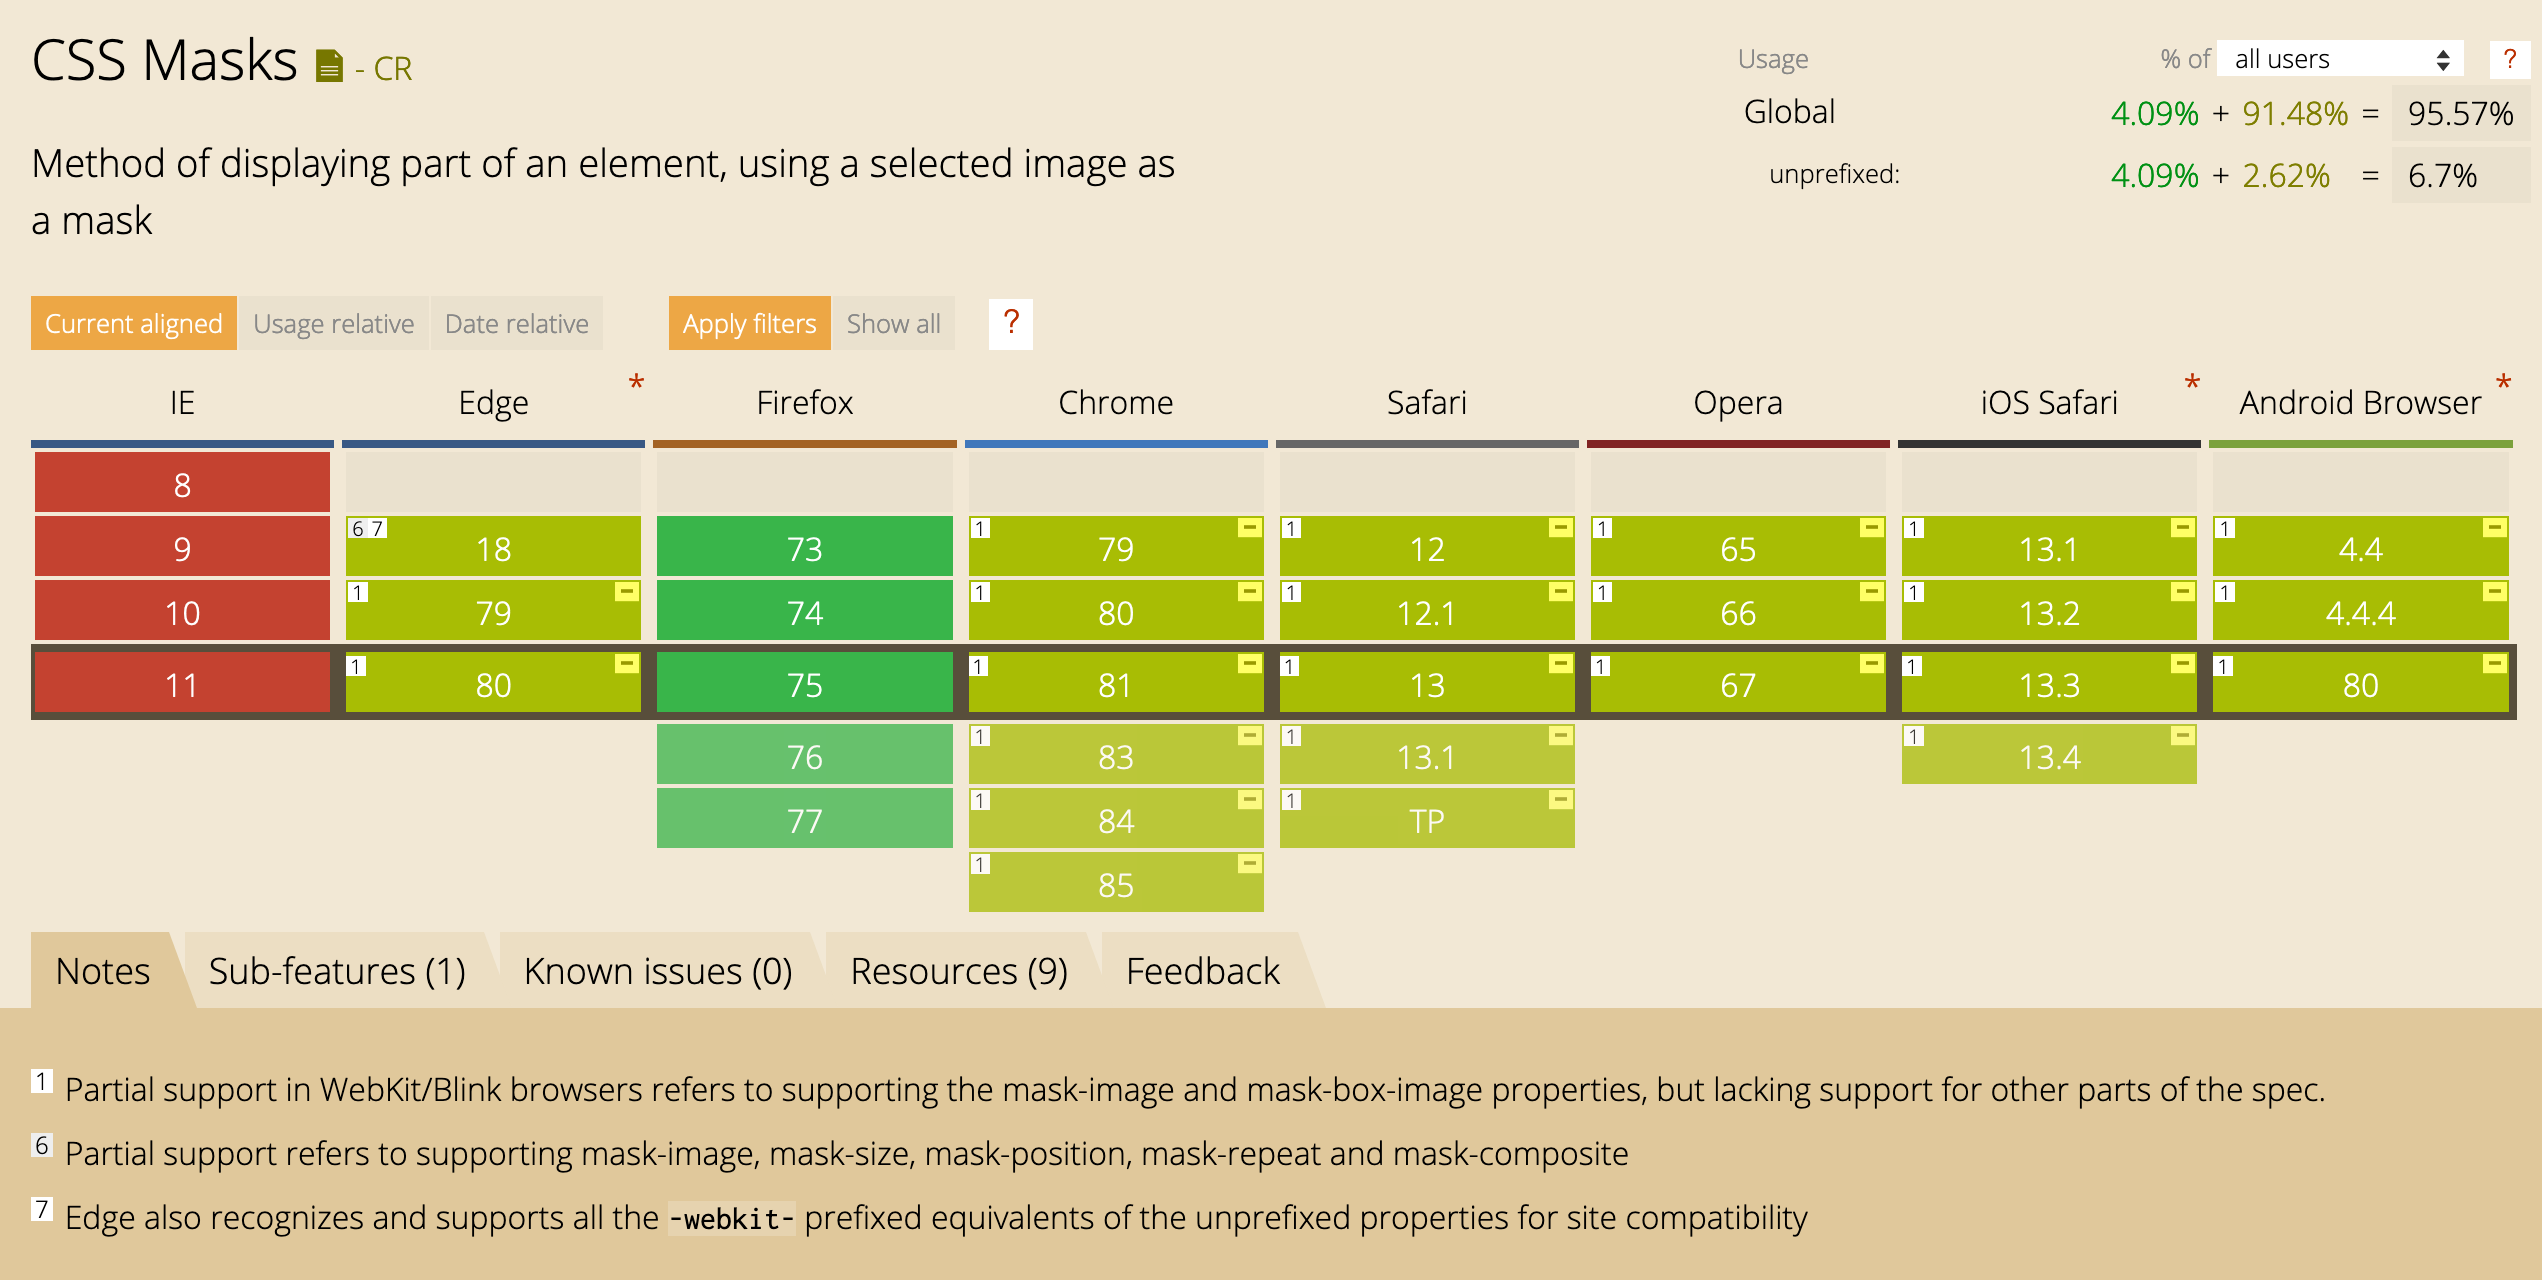 CSS Masks - CR
Usage % of all users ?
Global 4.09% + 91.48% = 95.57%
unprefixed: 4.09% + 2.62% = 6.7%
Method of displaying part of an element, using a selected image as
a mask
Current aligned Usage relative Date relative Apply filters Show all ?
IE Edge * Firefox Chrome Safari Opera iOS Safari * Android Browser *
8
9 6 7 18 73 1 79 1 12 1 65 1 13.1 1 4.4
10 1 79 74 1 80 1 12.1 1 66 1 13.2 1 4.4.4
11 1 80 75 1 81 1 13 1 67 1 13.3 1 80
76 1 83 1 13.1 1 13.4
77 1 84 1 TP
1 85
Notes Sub-features (1) Known issues (0) Resources (9) Feedback
1 Partial support in WebKit/Blink browsers refers to supporting the mask-image and mask-box-image properties, but lacking support for other parts of the spec.
6 Partial support refers to supporting mask-image, mask-size, mask-position, mask-repeat and mask-composite
7 Edge also recognizes and supports all the -webkit- prefixed equivalents of the unprefixed properties for site compatibility